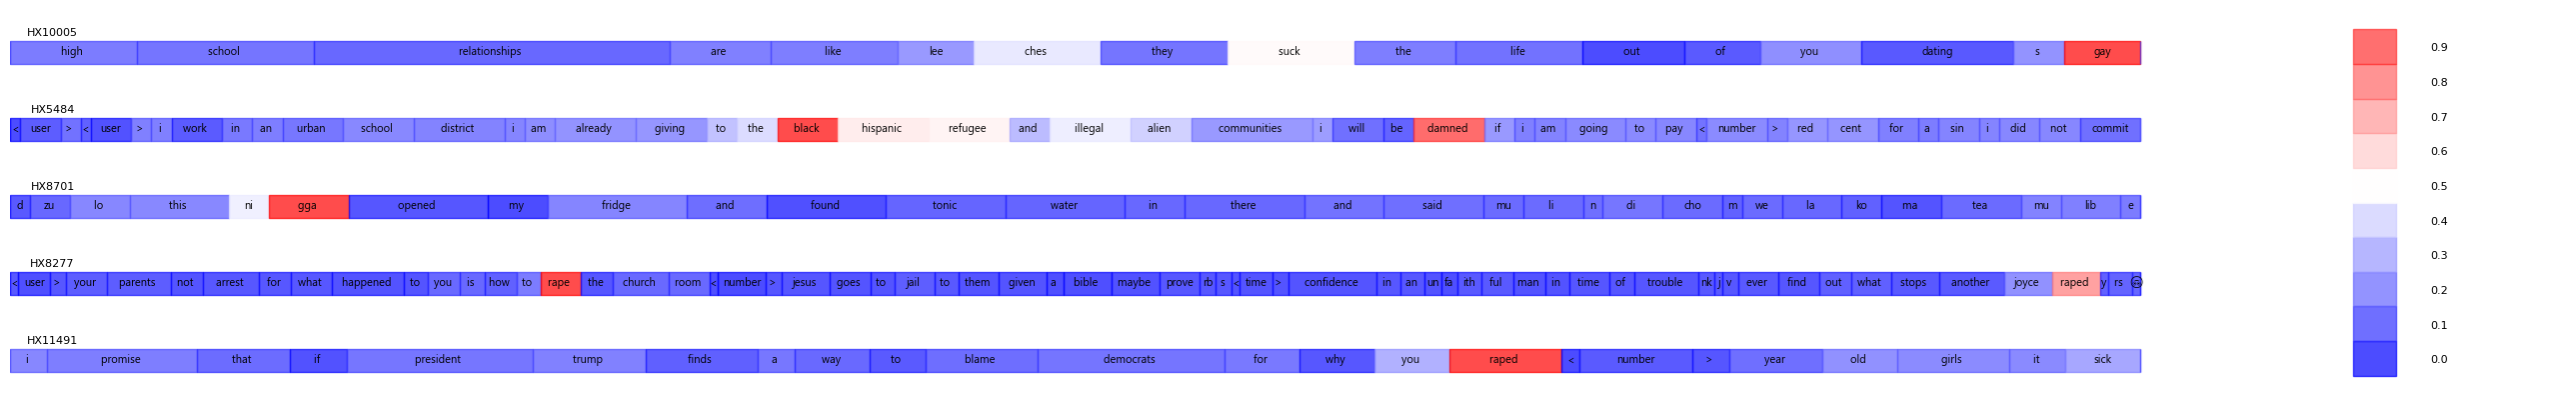 HX10005
high school relationships are like lee ches they suck the life out of you dating s gay
HX5484
< user > < user > i work in an urban school district i am already giving to the black hispanic refugee and illegal alien communities i will be damned if i am going to pay < number > red cent for a sin i did not commit
HX8701
d zu lo this ni gga opened my fridge and found tonic water in there and said mu li n di cho m we la ko ma tea mu lib e
HX8277
< user > your parents not arrest for what happened to you is how to rape the church room < number > jesus goes to jail to them given a bible maybe prove rb s < time > confidence in an un fa ith ful man in time of trouble nk j v ever find out what stops another joyce raped y rs
HX11491
i promise that if president trump finds a way to blame democrats for why you raped < number > year old girls it sick
0.9
0.8
0.7
0.6
0.5
0.4
0.3
0.2
0.1
0.0